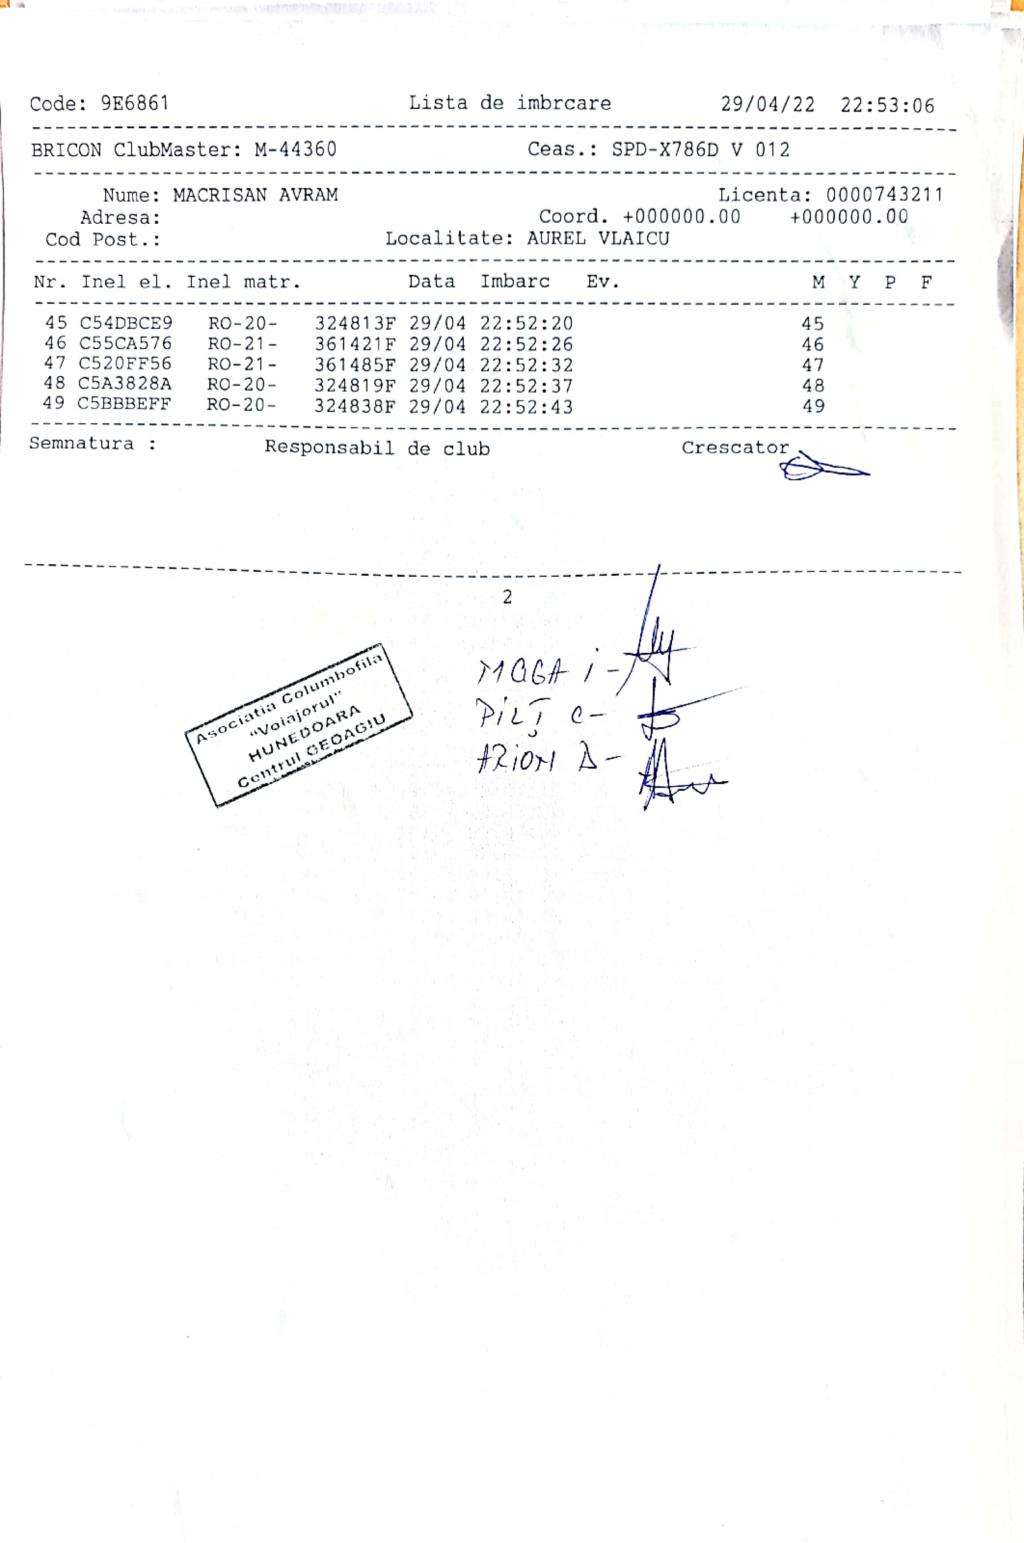 Code: 9E6861 Lista de imbrcare 29/04/22 22:53:06
BRICON ClubMaster: M-44360 Ceas.: SPD-X786D V 012
Nume: MACRISAN AVRAM Licenta: 0000743211
Adresa: Coord. +000000.00 +000000.00
Cod Post.: Localitate: AUREL VLAICU
Nr. Inel el. Inel matr. Data Imbarc Ev. M Y P F
45 C54DBCE9 RO-20- 324813F 29/04 22:52:20 45
46 C55CA576 RO-21- 361421F 29/04 22:52:26 46
47 C520FF56 RO-21- 361485F 29/04 22:52:32 47
48 C5A3828A RO-20- 324819F 29/04 22:52:37 48
49 C5BBBEFF RO-20- 324838F 29/04 22:52:43 49
Semnatura : Responsabil de club Crescator
2
Asociatia Columbofila
"Voiajorul"
HUNEDOARA
Centrul GEOAGIU
MOGA i -
PILȚ C -
ARION D -